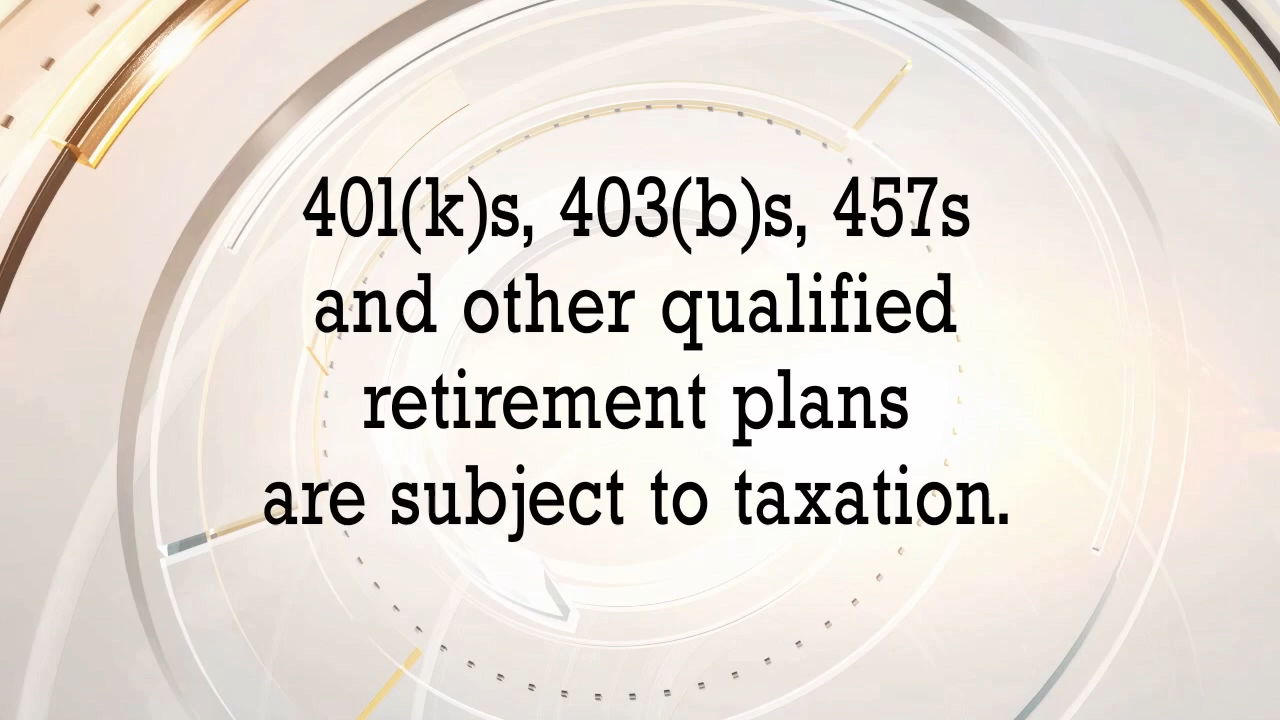 401(k)s, 403(b)s, 457s
and other qualified
retirement plans
are subject to taxation.